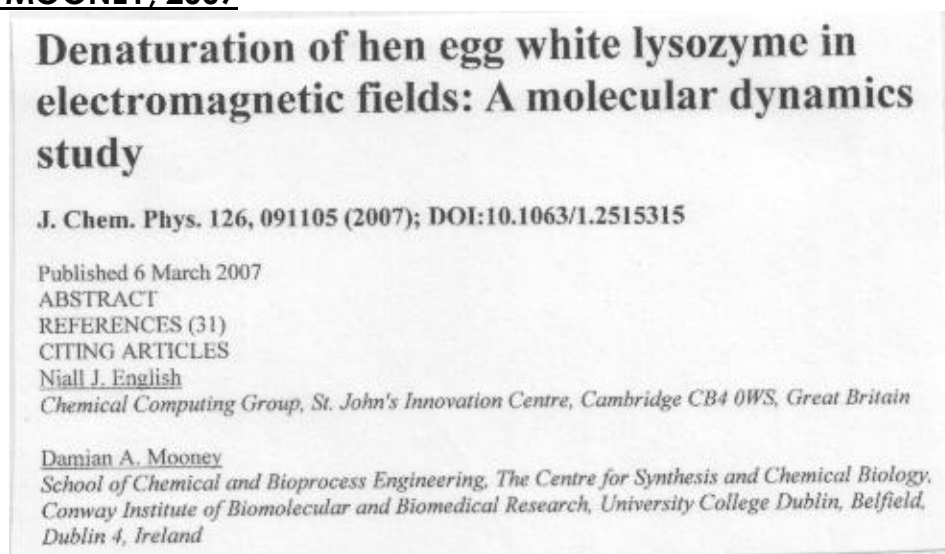 MOONEY, 2007
Denaturation of hen egg white lysozyme in
electromagnetic fields: A molecular dynamics
study
J. Chem. Phys. 126, 091105 (2007); DOI:10.1063/1.2515315
Published 6 March 2007
ABSTRACT
REFERENCES (31)
CITING ARTICLES
Niall J. English
Chemical Computing Group, St. John's Innovation Centre, Cambridge CB4 0WS, Great Britain
Damian A. Mooney
School of Chemical and Bioprocess Engineering, The Centre for Synthesis and Chemical Biology,
Conway Institute of Biomolecular and Biomedical Research, University College Dublin, Belfield,
Dublin 4, Ireland